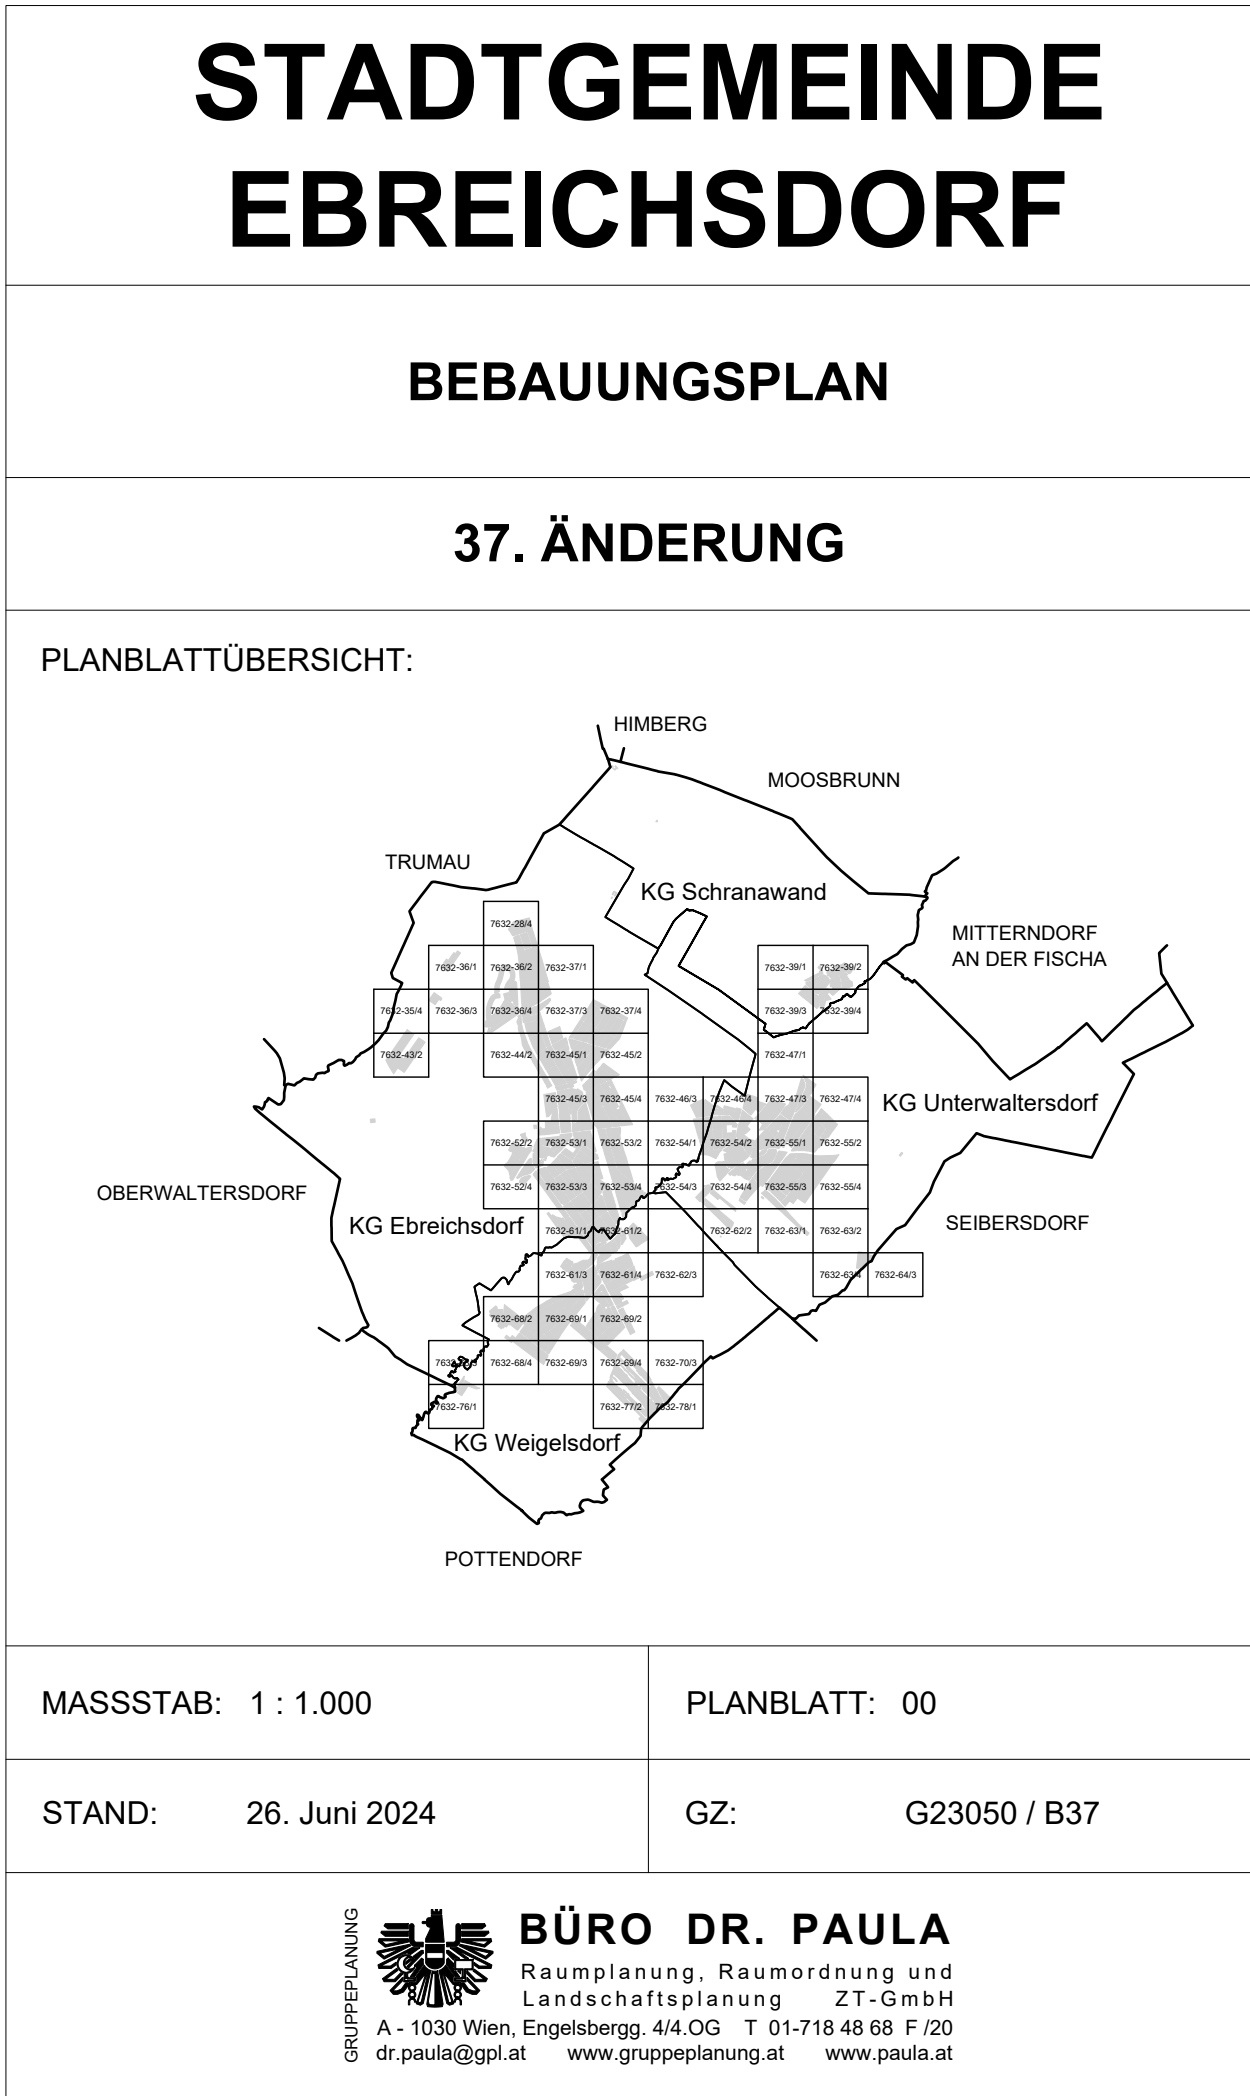 STADTGEMEINDE
EBREICHSDORF
BEBAUUNGSPLAN
37. ÄNDERUNG
PLANBLATTÜBERSICHT:
HIMBERG
MOOSBRUNN
TRUMAU
KG Schranawand
MITTERNDORF
AN DER FISCHA
7632-28/4
7632-36/1 7632-36/2 7632-37/1 7632-39/1 7632-39/2
7632-35/4 7632-36/3 7632-36/4 7632-37/3 7632-37/4 7632-39/3 7632-39/4
7632-43/2 7632-44/2 7632-45/1 7632-45/2 7632-47/1
7632-45/3 7632-45/4 7632-46/3 7632-46/4 7632-47/3 7632-47/4
KG Unterwaltersdorf
7632-52/2 7632-53/1 7632-53/2 7632-54/1 7632-54/2 7632-55/1 7632-55/2
7632-52/4 7632-53/3 7632-53/4 7632-54/3 7632-54/4 7632-55/3 7632-55/4
OBERWALTERSDORF
KG Ebreichsdorf
SEIBERSDORF
7632-61/1 7632-61/2 7632-62/2 7632-63/1 7632-63/2
7632-61/3 7632-61/4 7632-62/3 7632-63/4 7632-64/3
7632-68/2 7632-69/1 7632-69/2
7632-68/4 7632-69/3 7632-69/4 7632-70/3
7632-76/1 7632-77/2 7632-78/1
KG Weigelsdorf
POTTENDORF
MASSSTAB: 1 : 1.000
PLANBLATT: 00
STAND: 26. Juni 2024
GZ: G23050 / B37
GRUPPEPLANUNG
BÜRO DR. PAULA
Raumplanung, Raumordnung und
Landschaftsplanung ZT-GmbH
A - 1030 Wien, Engelsbergg. 4/4.OG T 01-718 48 68 F /20
dr.paula@gpl.at www.gruppeplanung.at www.paula.at